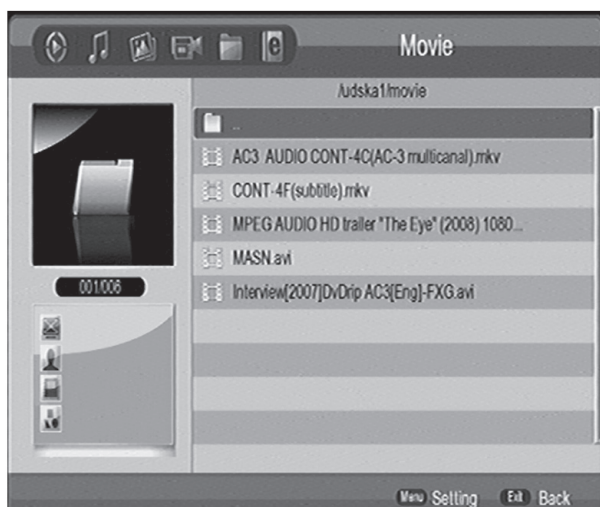 Movie
/udska1/movie
..
AC3 AUDIO CONT-4C(AC-3 multicanal).mkv
CONT-4F(subtitle).mkv
MPEG AUDIO HD trailer "The Eye" (2008) 1080...
MASN.avi
Interview[2007]DvDrip AC3[Eng]-FXG.avi
001/006
Menu Setting Exit Back